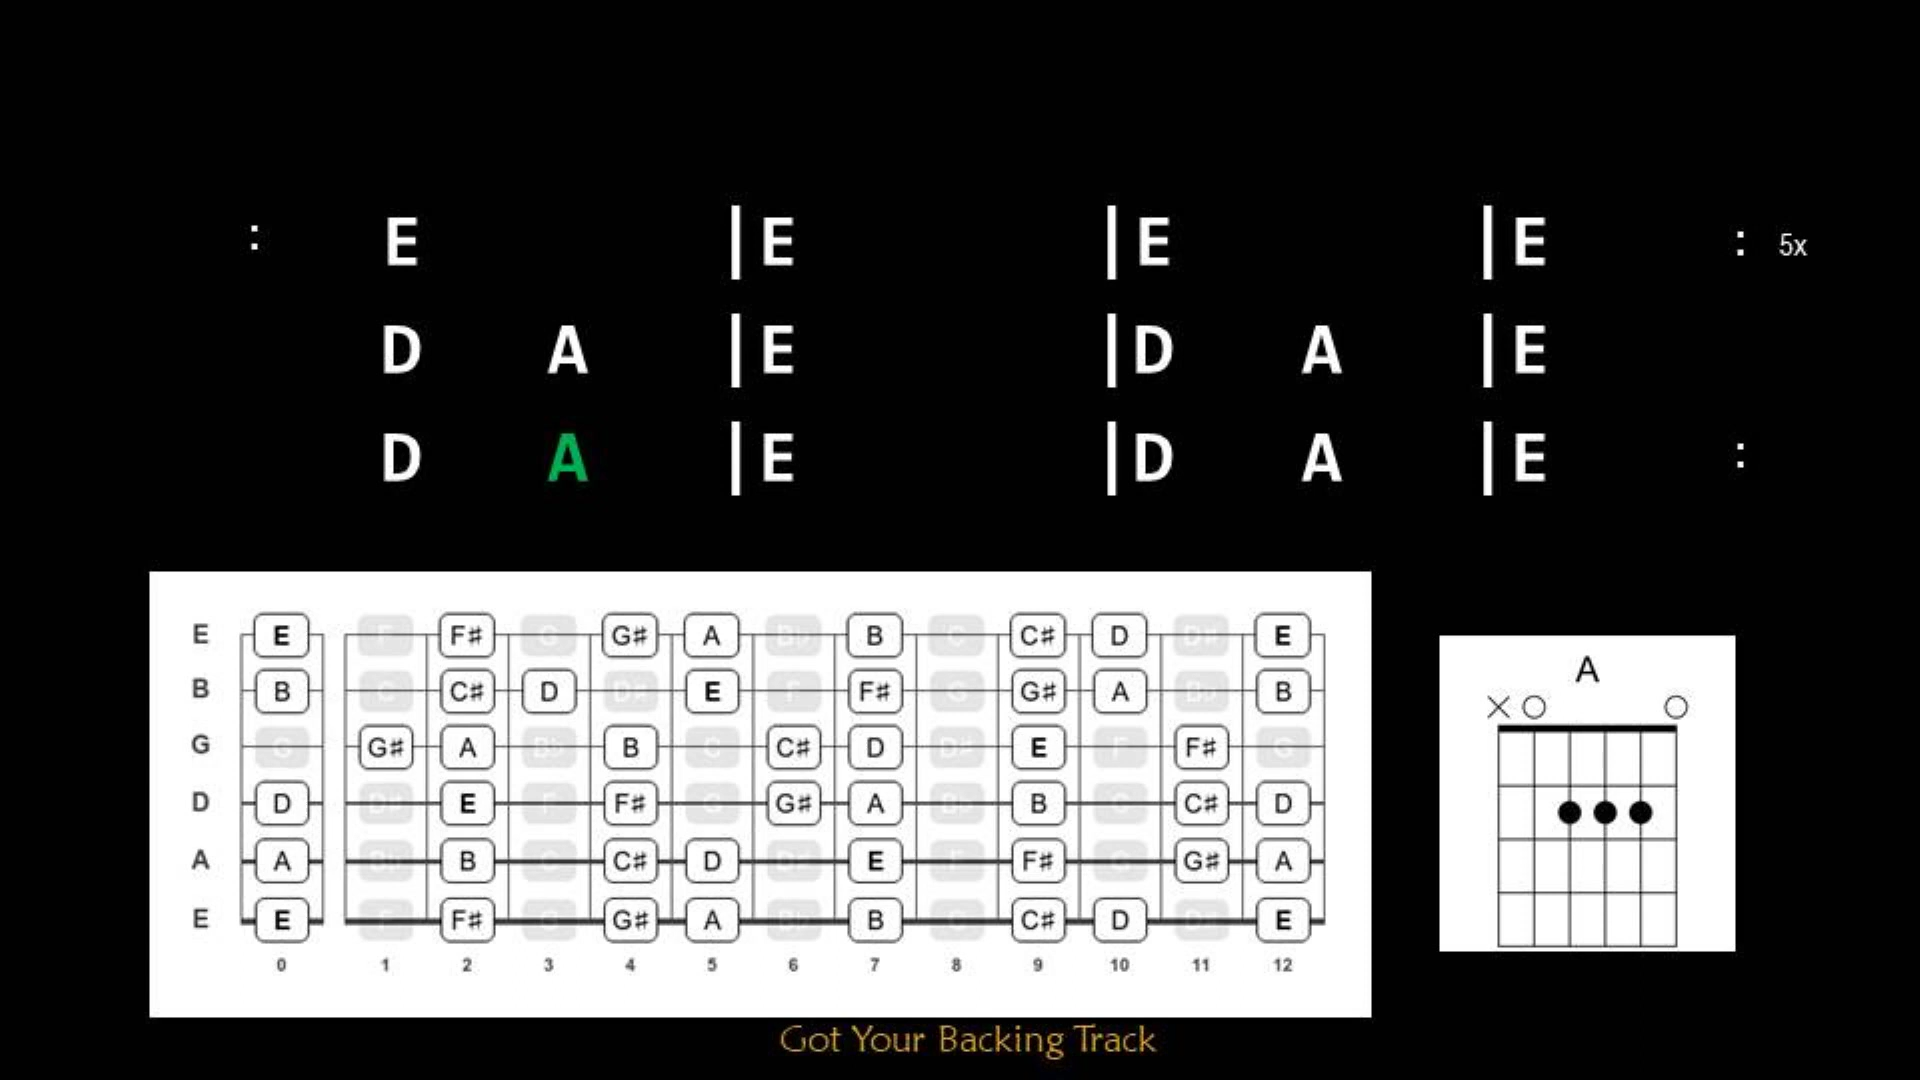 : E |E |E |E : 5x
D A |E |D A |E
D A |E |D A |E :
E E F F♯ G G♯ A B♭ B C C♯ D D♯ E
B B C C♯ D D♯ E F F♯ G G♯ A B♭ B
G G G♯ A B♭ B C C♯ D D♯ E F F♯ G
D D D♯ E F F♯ G G♯ A B♭ B C C♯ D
A A B♭ B C C♯ D D♯ E F F♯ G G♯ A
E E F F♯ G G♯ A B♭ B C C♯ D D♯ E
0 1 2 3 4 5 6 7 8 9 10 11 12
A
Got Your Backing Track